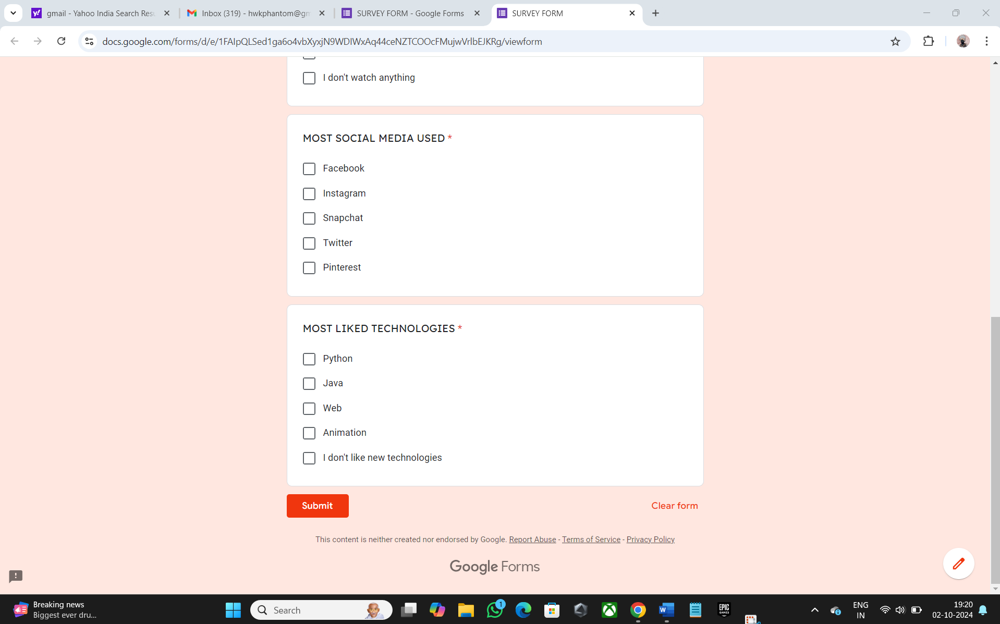 gmail - Yahoo India Search Resu
Inbox (319) - hwkphantom@gm
SURVEY FORM - Google Forms
SURVEY FORM
docs.google.com/forms/d/e/1FAIpQLSed1ga6o4vbXyxjN9WDIWxAq44ceNZTCOOcFMujwVrlbEJKRg/viewform
I don't watch anything
MOST SOCIAL MEDIA USED *
Facebook
Instagram
Snapchat
Twitter
Pinterest
MOST LIKED TECHNOLOGIES *
Python
Java
Web
Animation
I don't like new technologies
Submit
Clear form
This content is neither created nor endorsed by Google. Report Abuse - Terms of Service - Privacy Policy
Google Forms
Breaking news
Biggest ever dru...
Search
1
EPIC
GAMES
ENG
IN
19:20
02-10-2024